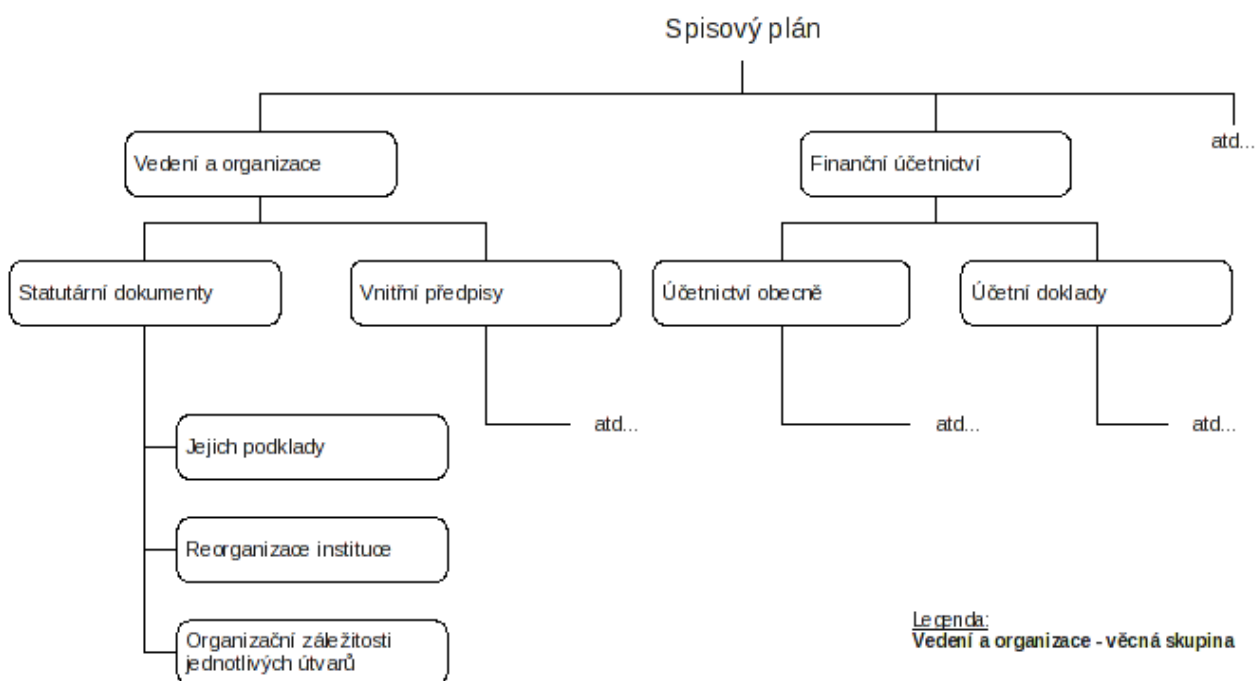 Spisový plán
atd...
Vedení a organizace
Finanční účetnictví
Statutární dokumenty
Vnitřní předpisy
Účetnictví obecně
Účetní doklady
atd...
atd...
atd...
Jejich podklady
Reorganizace instituce
Organizační záležitosti
jednotlivých útvarů
Legenda:
Vedení a organizace - věcná skupina